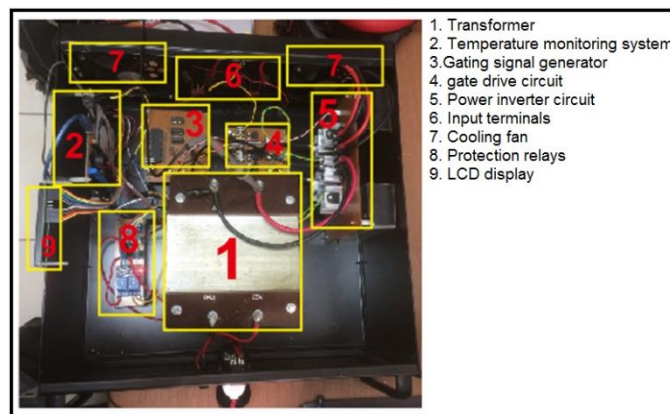 7
6
7
2
3
4
5
9
8
1
1. Transformer
2. Temperature monitoring system
3.Gating signal generator
4. gate drive circuit
5. Power inverter circuit
6. Input terminals
7. Cooling fan
8. Protection relays
9. LCD display